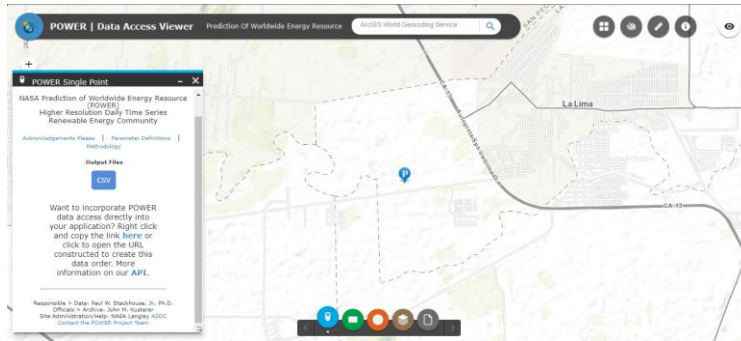 POWER | Data Access Viewer
Prediction Of Worldwide Energy Resource
ArcGIS World Geocoding Service
POWER Single Point
NASA Prediction of Worldwide Energy Resource
(POWER)
Higher Resolution Daily Time Series
Renewable Energy Community
Acknowledgements Please | Parameter Definitions |
Methodology
Output Files
CSV
Want to incorporate POWER
data access directly into
your application? Right click
and copy the link here or
click to open the URL
constructed to create this
data order. More
information on our API.
Responsible > Data: Paul W. Stackhouse, Jr. Ph.D.
Officials > Archive: John M. Kusterer
Site Administration/Help: NASA Langley ASDC
Contact the POWER Project Team
La Lima
CA-13
P